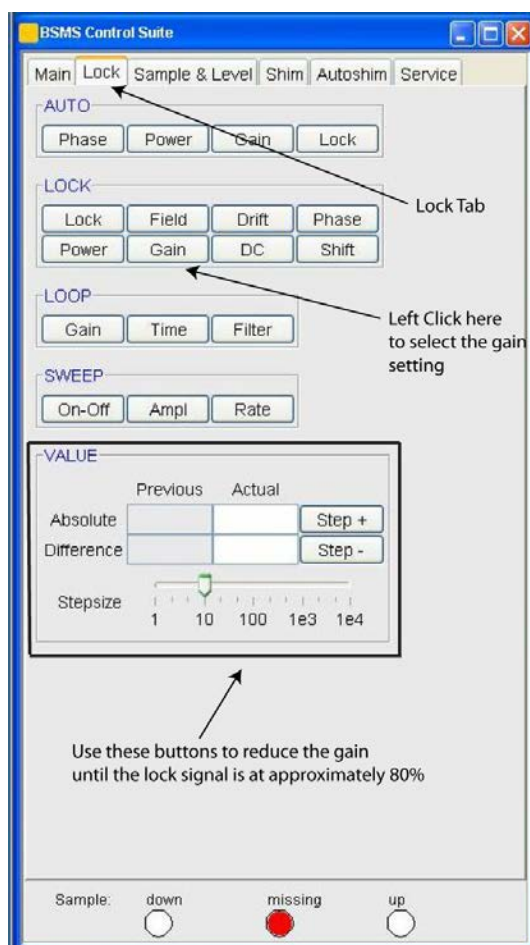 BSMS Control Suite
Main Lock Sample & Level Shim Autoshim Service
AUTO
Phase Power Gain Lock
LOCK
Lock Field Drift Phase
Power Gain DC Shift
Lock Tab
LOOP
Gain Time Filter
Left Click here
to select the gain
setting
SWEEP
On-Off Ampl Rate
VALUE
Previous Actual
Absolute Step +
Difference Step -
Stepsize
1 10 100 1e3 1e4
Use these buttons to reduce the gain
until the lock signal is at approximately 80%
Sample: down missing up